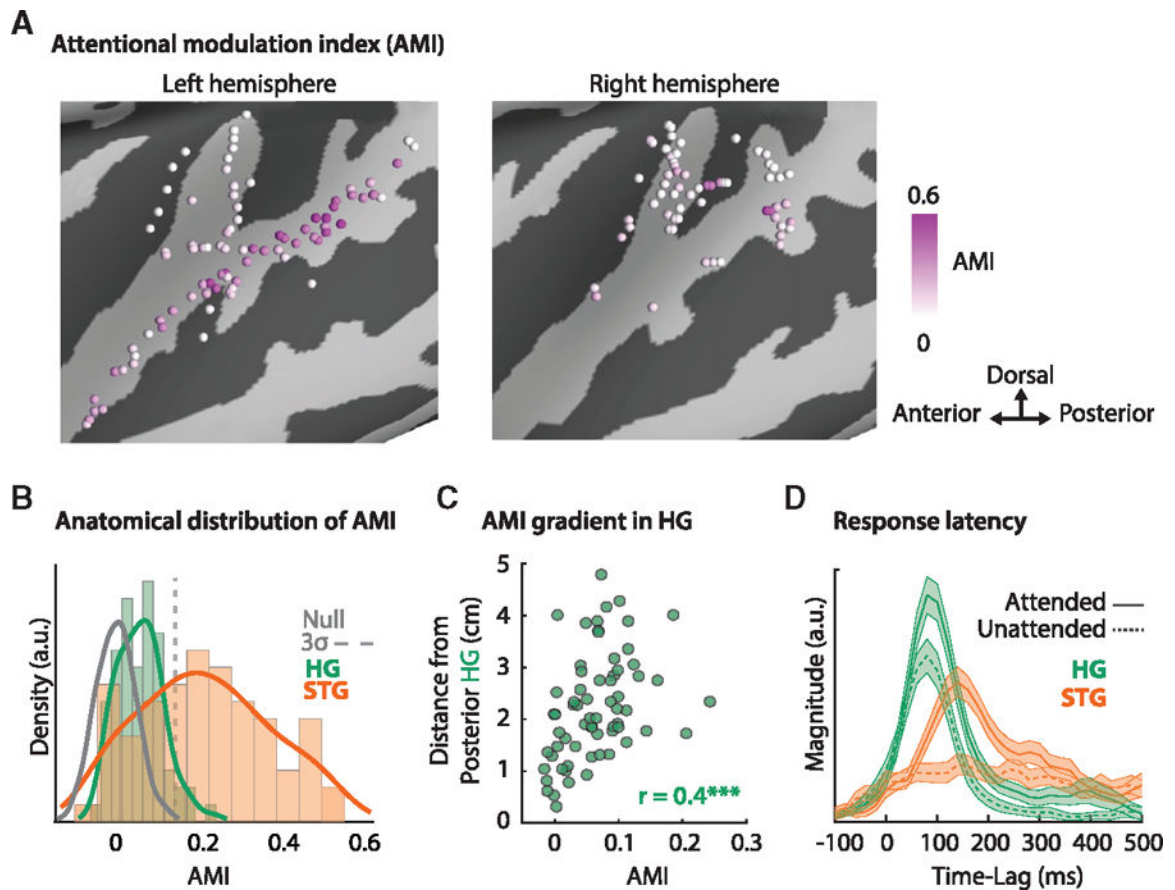 A
Attentional modulation index (AMI)
Left hemisphere
Right hemisphere
0.6
AMI
0
Dorsal
Anterior
Posterior
B
Anatomical distribution of AMI
Density (a.u.)
Null
3σ
HG
STG
0 0.2 0.4 0.6
AMI
C
AMI gradient in HG
Distance from
Posterior HG (cm)
5
4
3
2
1
0
r = 0.4***
0 0.1 0.2 0.3
AMI
D
Response latency
Magnitude (a.u.)
Attended
Unattended
HG
STG
-100 0 100 200 300 400 500
Time-Lag (ms)